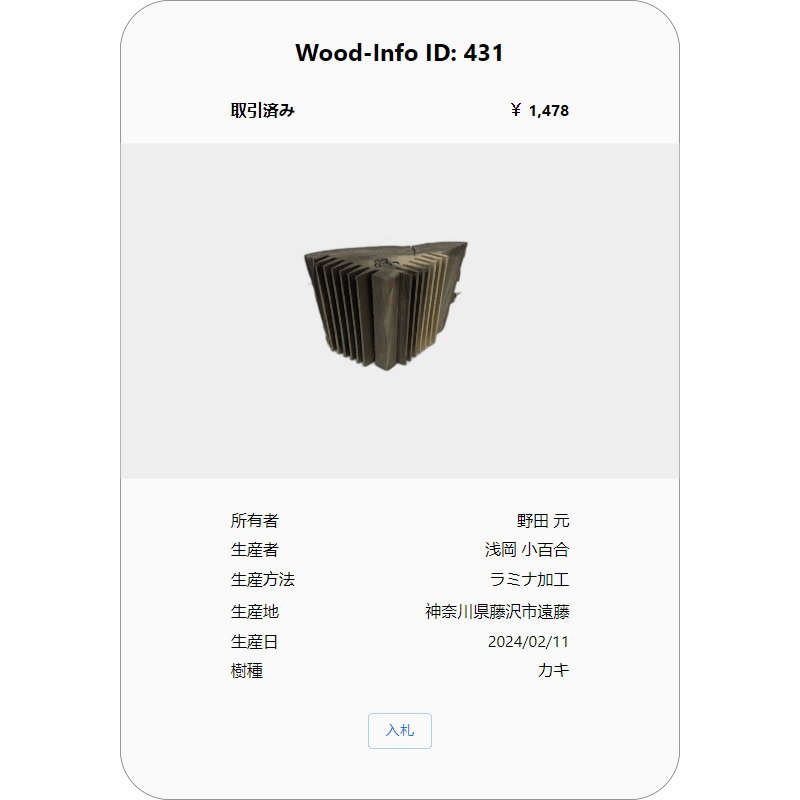 Wood-Info ID: 431
取引済み ￥ 1,478
所有者 野田 元
生産者 浅岡 小百合
生産方法 ラミナ加工
生産地 神奈川県藤沢市遠藤
生産日 2024/02/11
樹種 カキ
入札